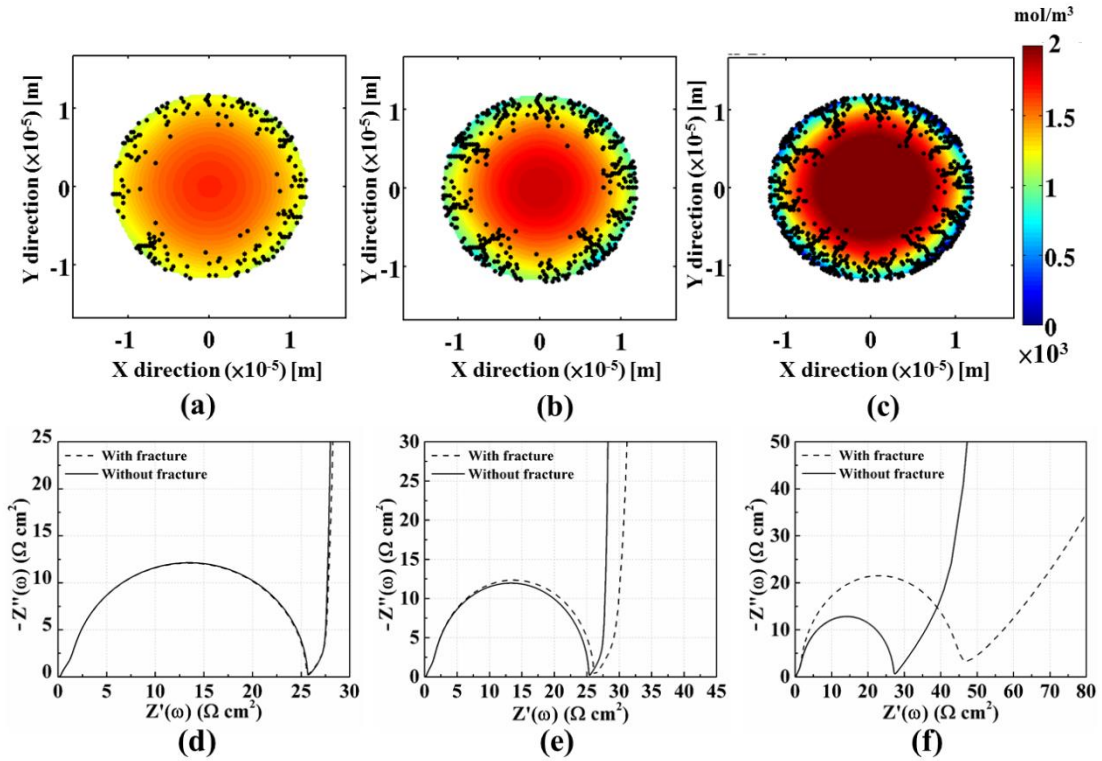 mol/m³
2
1.5
1
0.5
0
×10³
Y direction (×10⁻⁵) [m]
1
0
-1
-1 0 1
X direction (×10⁻⁵) [m]
(a)
Y direction (×10⁻⁵) [m]
1
0
-1
-1 0 1
X direction (×10⁻⁵) [m]
(b)
Y direction (×10⁻⁵) [m]
1
0
-1
-1 0 1
X direction (×10⁻⁵) [m]
(c)
-Z''(ω) (Ω cm²)
25
20
15
10
5
0
With fracture
Without fracture
0 5 10 15 20 25 30
Z'(ω) (Ω cm²)
(d)
-Z''(ω) (Ω cm²)
30
25
20
15
10
5
0
With fracture
Without fracture
0 5 10 15 20 25 30 35 40 45
Z'(ω) (Ω cm²)
(e)
-Z''(ω) (Ω cm²)
50
40
30
20
10
0
With fracture
Without fracture
0 10 20 30 40 50 60 70 80
Z'(ω) (Ω cm²)
(f)